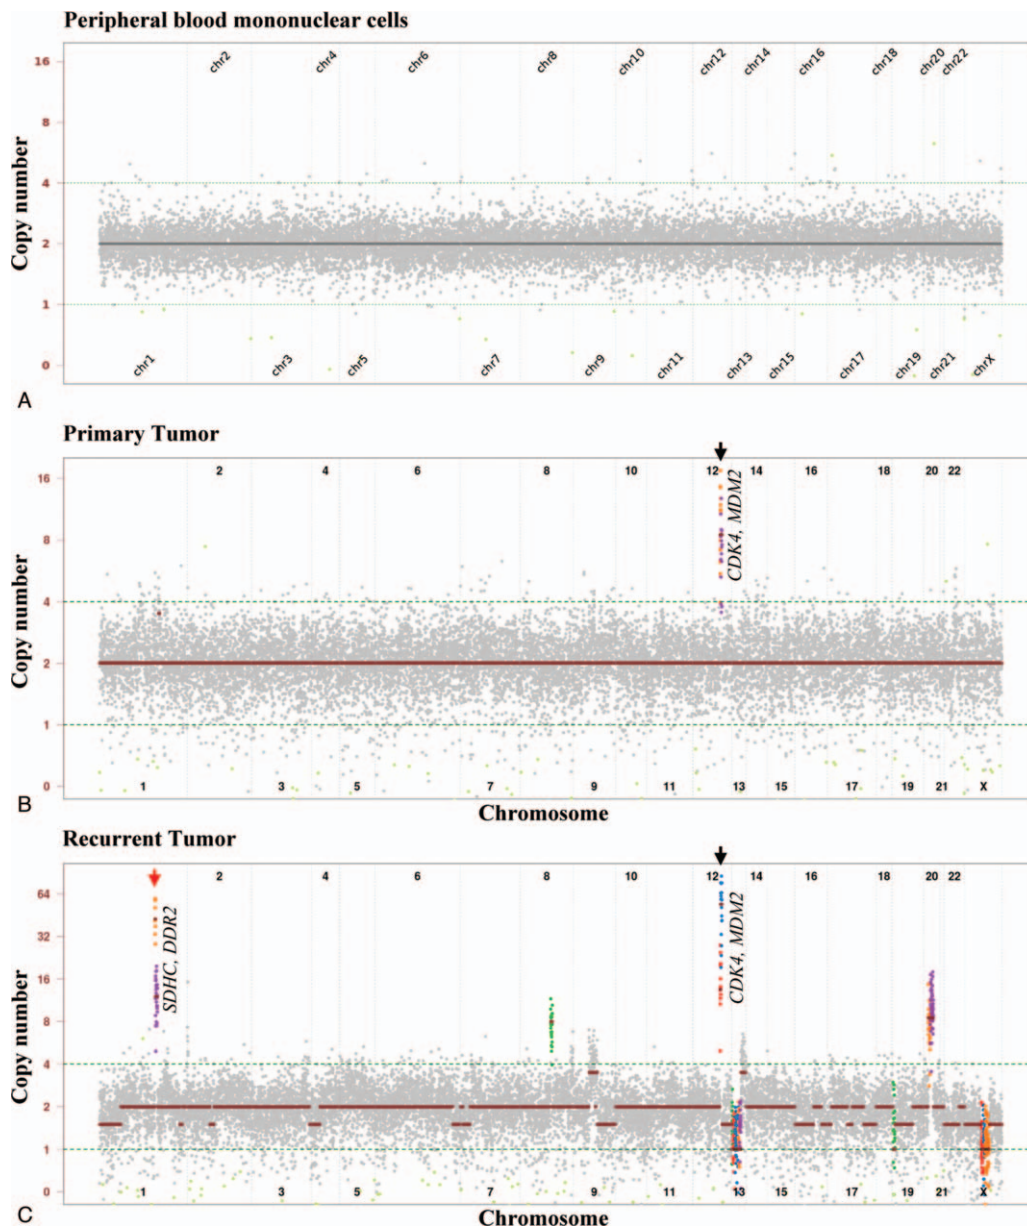 Peripheral blood mononuclear cells
chr2 chr4 chr6 chr8 chr10 chr12 chr14 chr16 chr18 chr20 chr22
16
8
4
2
1
0
Copy number
chr1 chr3 chr5 chr7 chr9 chr11 chr13 chr15 chr17 chr19 chr21 chrX
A
Primary Tumor
2 4 6 8 10 12 14 16 18 20 22
16
8
4
2
1
0
Copy number
CDK4, MDM2
1 3 5 7 9 11 13 15 17 19 21 X
B
Chromosome
Recurrent Tumor
2 4 6 8 10 12 14 16 18 20 22
64
32
16
8
4
2
1
0
Copy number
SDHC, DDR2
CDK4, MDM2
1 3 5 7 9 11 13 15 17 19 21 X
C
Chromosome